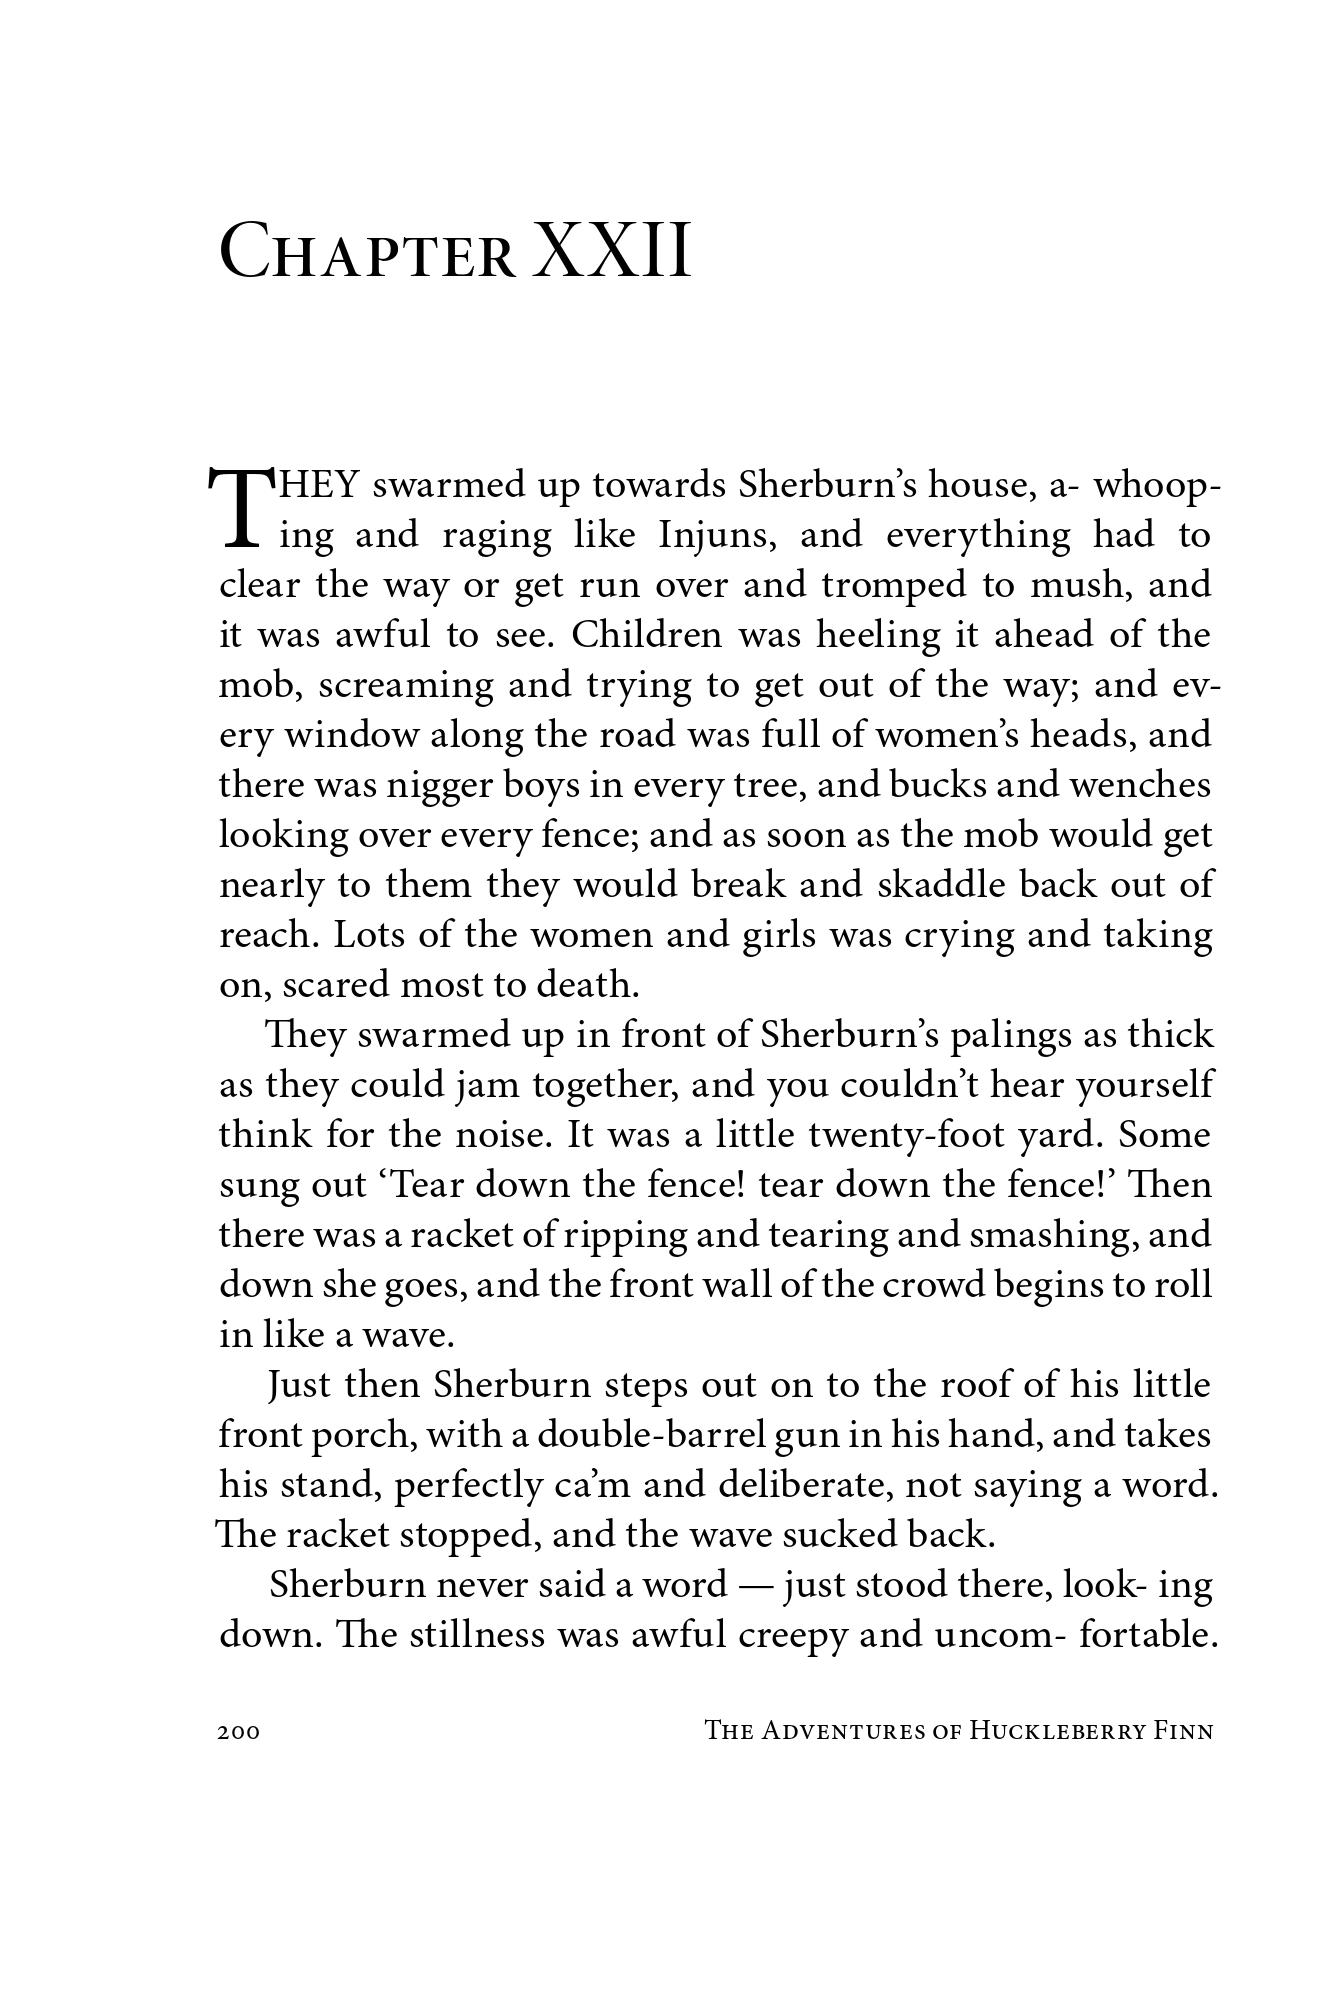 Chapter XXII
THEY swarmed up towards Sherburn’s house, a- whoop-
ing and raging like Injuns, and everything had to
clear the way or get run over and tromped to mush, and
it was awful to see. Children was heeling it ahead of the
mob, screaming and trying to get out of the way; and ev-
ery window along the road was full of women’s heads, and
there was nigger boys in every tree, and bucks and wenches
looking over every fence; and as soon as the mob would get
nearly to them they would break and skaddle back out of
reach. Lots of the women and girls was crying and taking
on, scared most to death.
They swarmed up in front of Sherburn’s palings as thick
as they could jam together, and you couldn’t hear yourself
think for the noise. It was a little twenty-foot yard. Some
sung out ‘Tear down the fence! tear down the fence!’ Then
there was a racket of ripping and tearing and smashing, and
down she goes, and the front wall of the crowd begins to roll
in like a wave.
Just then Sherburn steps out on to the roof of his little
front porch, with a double-barrel gun in his hand, and takes
his stand, perfectly ca’m and deliberate, not saying a word.
The racket stopped, and the wave sucked back.
Sherburn never said a word — just stood there, look- ing
down. The stillness was awful creepy and uncom- fortable.
200 The Adventures of Huckleberry Finn